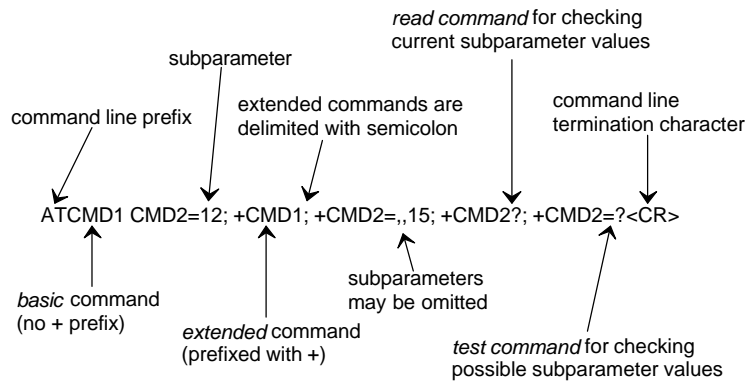 read command for checking
current subparameter values
subparameter
extended commands are
delimited with semicolon
command line
termination character
command line prefix
ATCMD1 CMD2=12; +CMD1; +CMD2=,,15; +CMD2?; +CMD2=?<CR>
basic command
(no + prefix)
extended command
(prefixed with +)
subparameters
may be omitted
test command for checking
possible subparameter values